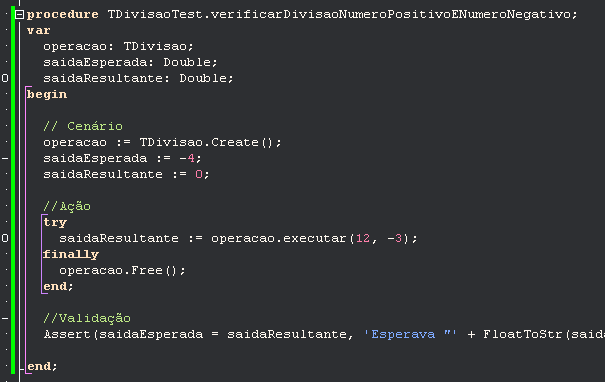 procedure TDivisaoTest.verificarDivisaoNumeroPositivoENumeroNegativo;
var
operacao: TDivisao;
saidaEsperada: Double;
saidaResultante: Double;
begin
// Cenário
operacao := TDivisao.Create();
saidaEsperada := -4;
saidaResultante := 0;
//Ação
try
saidaResultante := operacao.executar(12, -3);
finally
operacao.Free();
end;
//Validação
Assert(saidaEsperada = saidaResultante, 'Esperava "' + FloatToStr(saida
end;